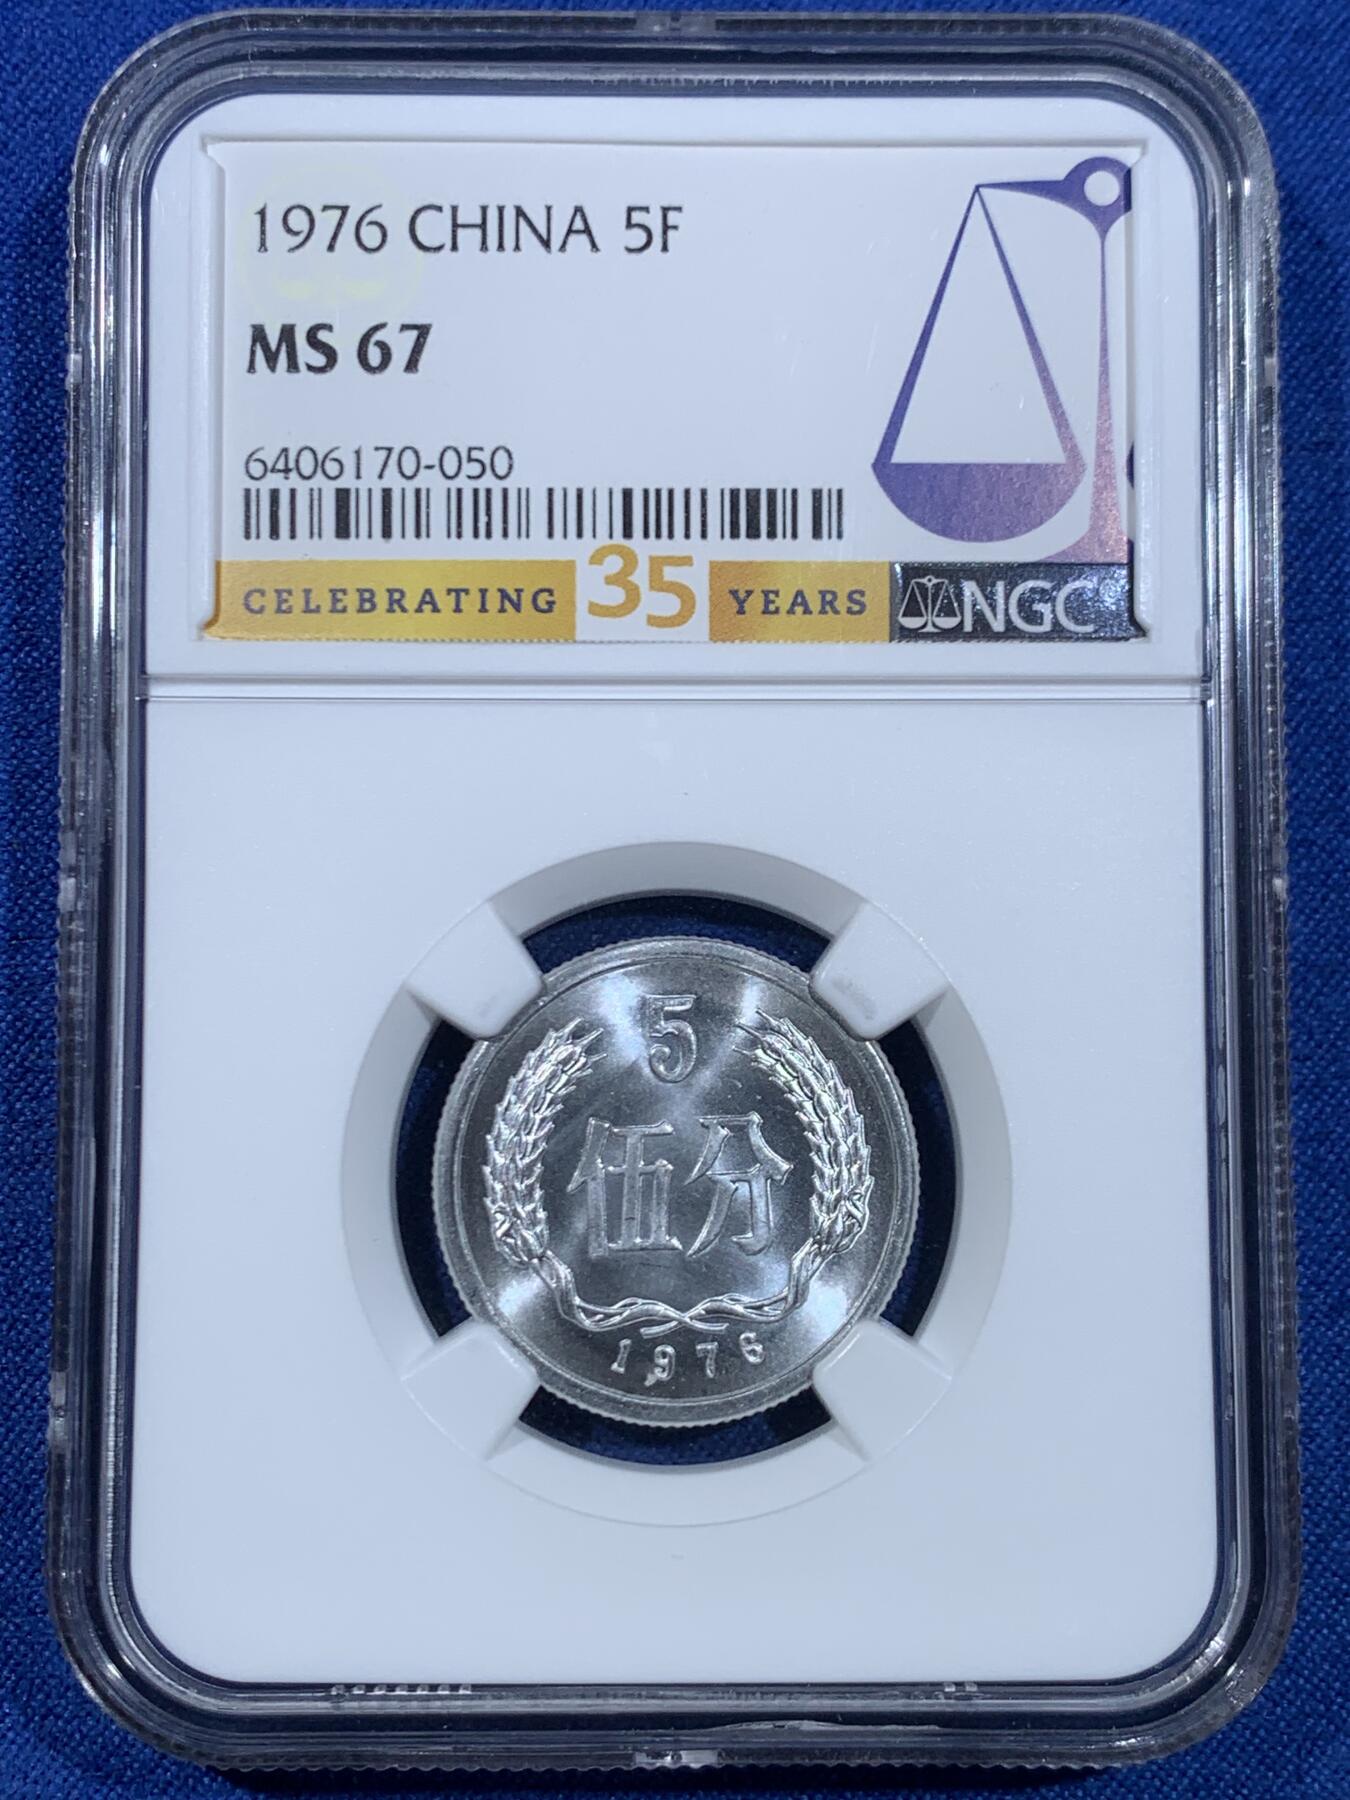 1976 CHINA 5F
MS 67
6406170-050
CELEBRATING 35 YEARS NGC
5
伍分
1976